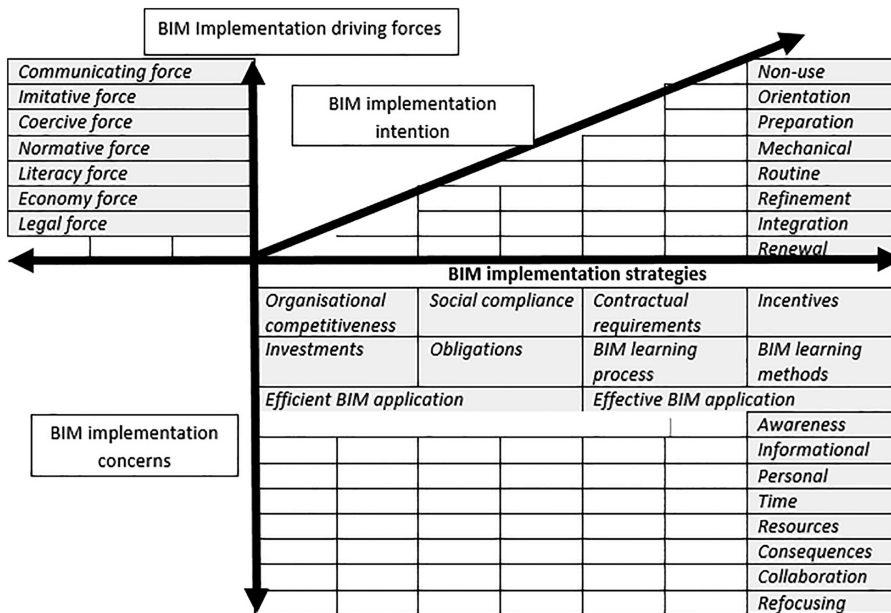 BIM Implementation driving forces
Communicating force
Imitative force
Coercive force
Normative force
Literacy force
Economy force
Legal force
BIM implementation
intention
Non-use
Orientation
Preparation
Mechanical
Routine
Refinement
Integration
Renewal
BIM implementation strategies
Organisational
competitiveness
Social compliance
Contractual
requirements
Incentives
Investments
Obligations
BIM learning
process
BIM learning
methods
Efficient BIM application
Effective BIM application
BIM implementation
concerns
Awareness
Informational
Personal
Time
Resources
Consequences
Collaboration
Refocusing